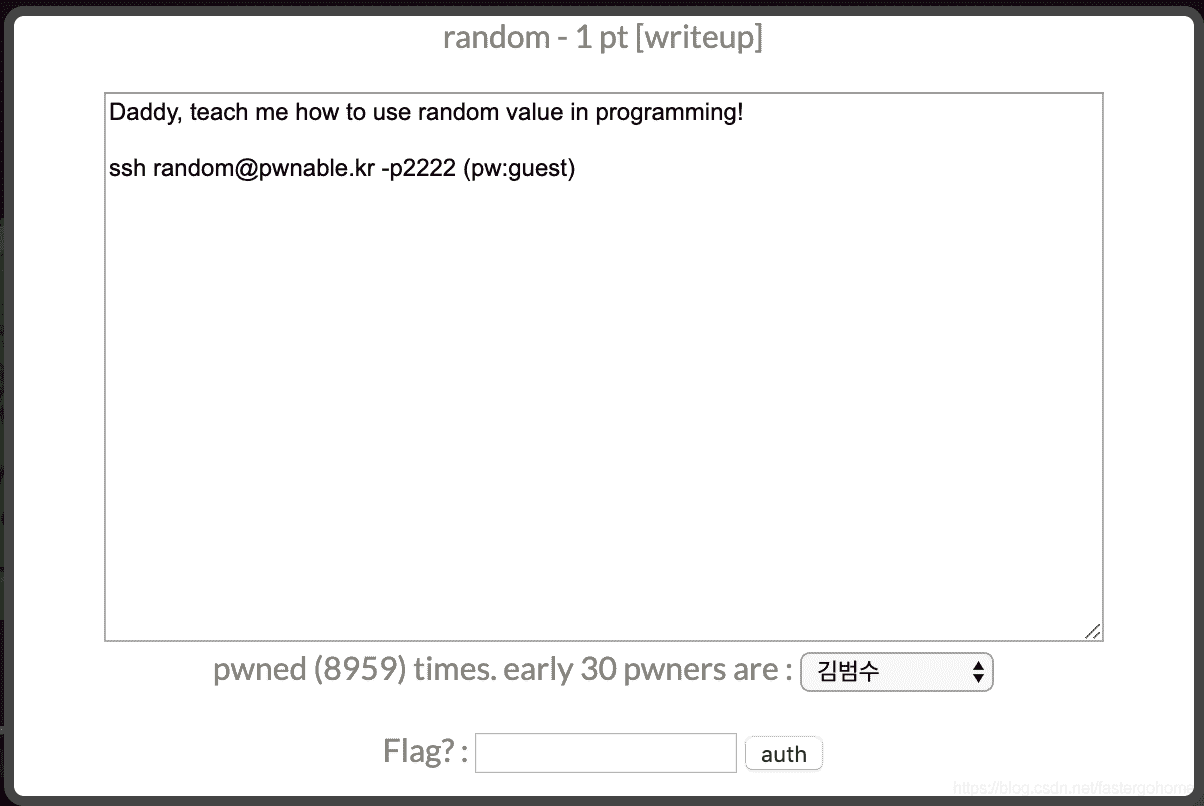 random - 1 pt [writeup]
Daddy, teach me how to use random value in programming!
ssh random@pwnable.kr -p2222 (pw:guest)
pwned (8959) times. early 30 pwners are : 김범수
Flag? : auth
https://blog.csdn.net/fastergohome